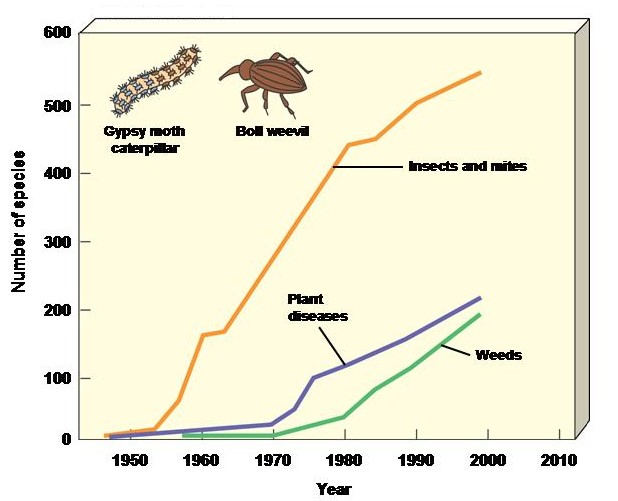 600
500
400
300
200
100
0
Number of species
Gypsy moth
caterpillar
Boll weevil
Insects and mites
Plant
diseases
Weeds
1950 1960 1970 1980 1990 2000 2010
Year